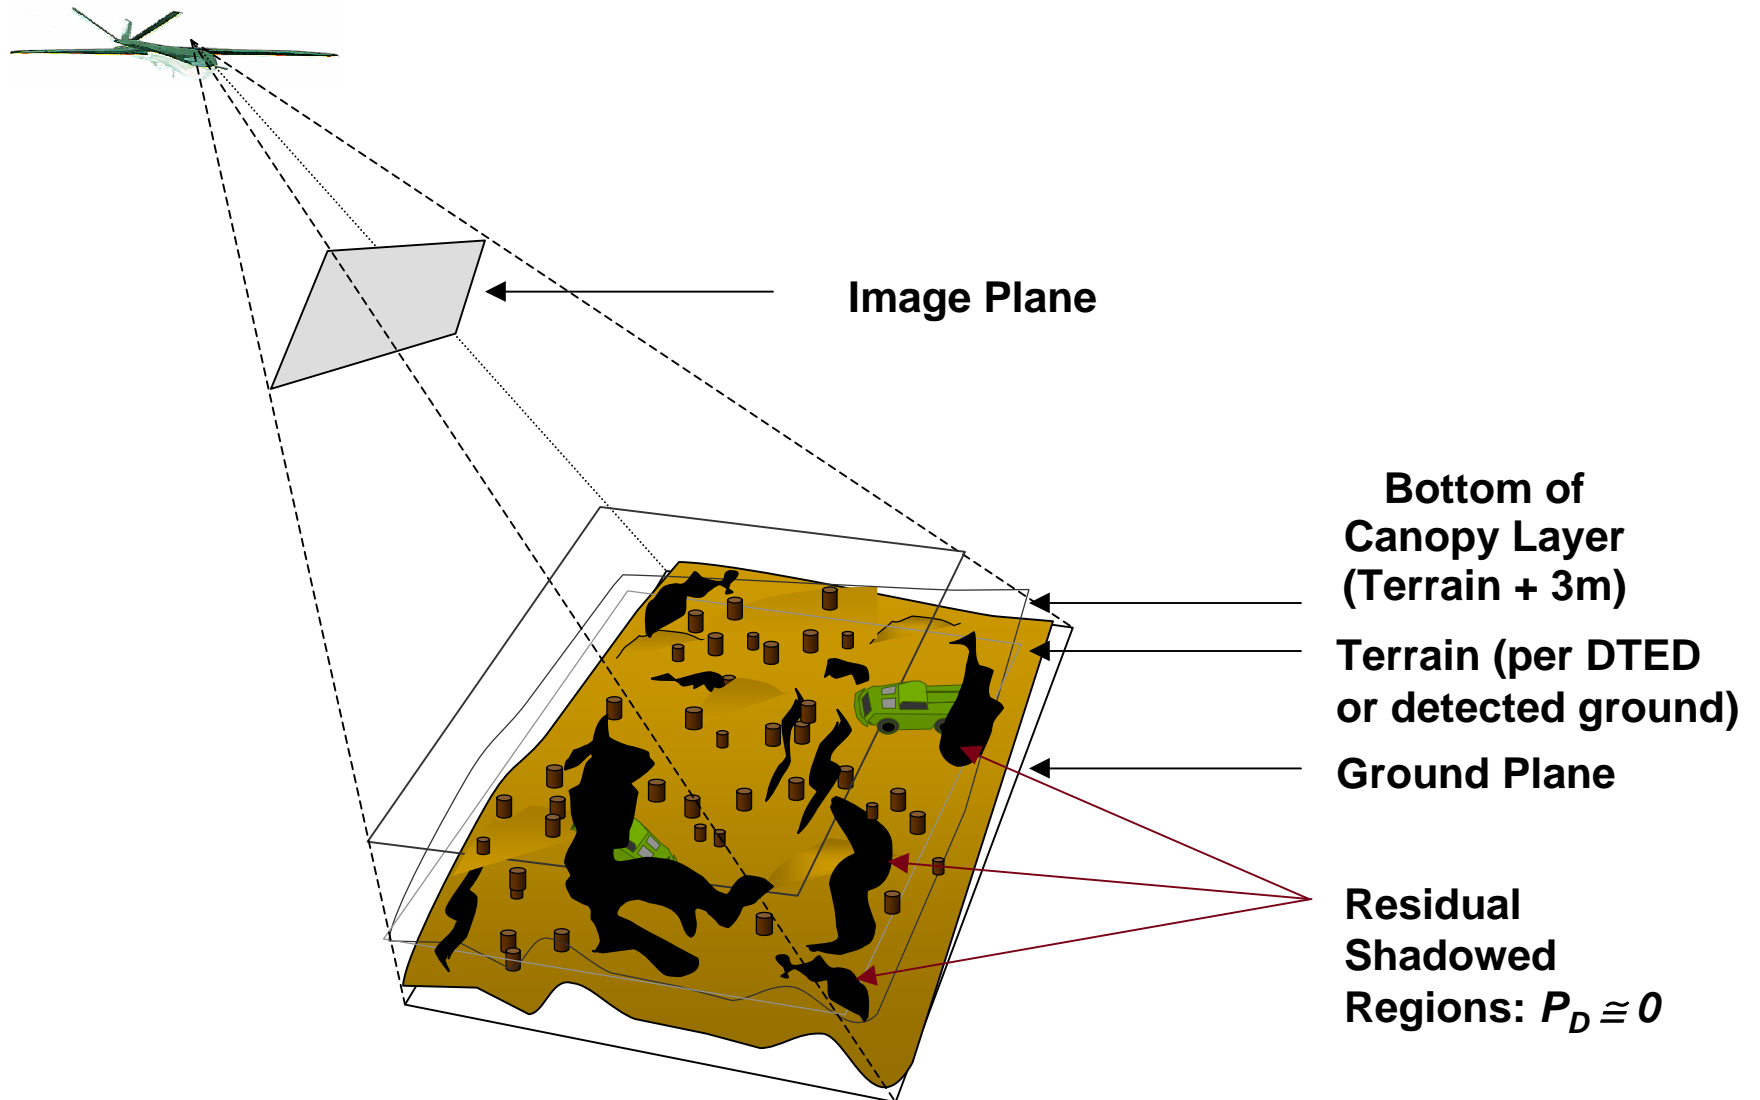 Image Plane
Bottom of
Canopy Layer
(Terrain + 3m)
Terrain (per DTED
or detected ground)
Ground Plane
Residual
Shadowed
Regions: P_D ≅ 0